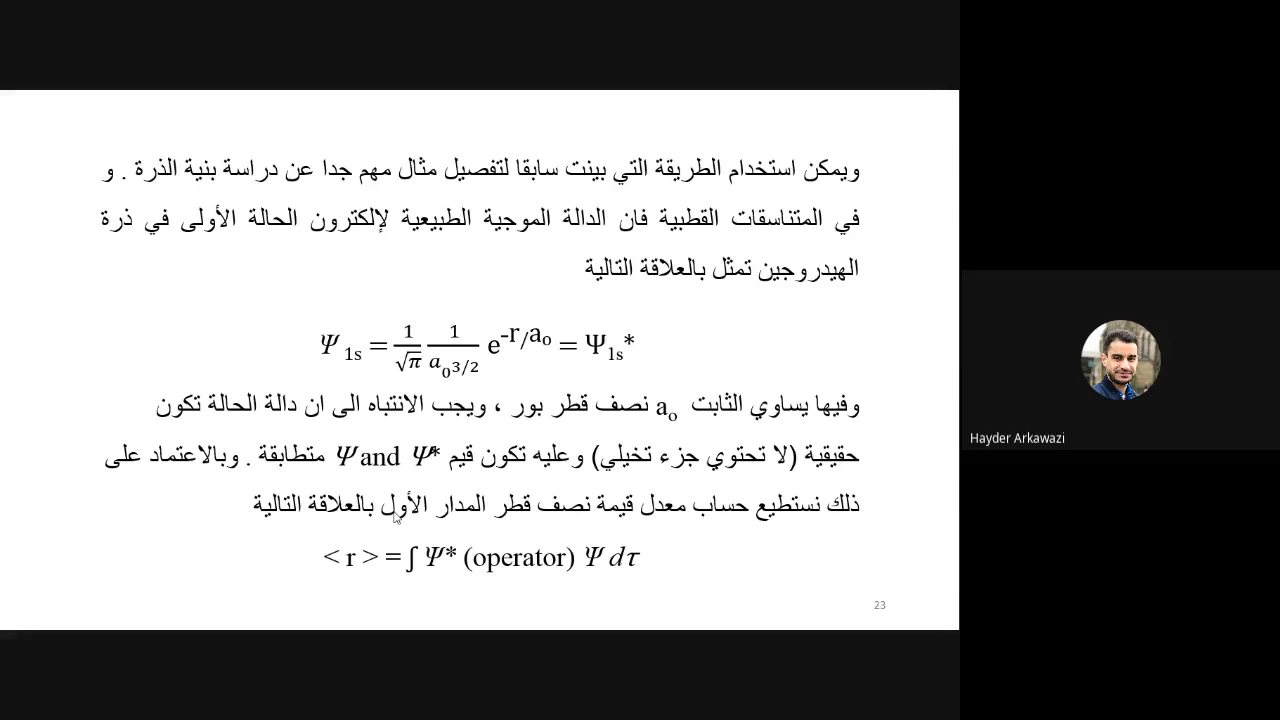 ويمكن استخدام الطريقة التي بينت سابقا لتفصيل مثال مهم جدا عن دراسة بنية الذرة . و
في المتناسقات القطبية فان الدالة الموجية الطبيعية لإلكترون الحالة الأولى في ذرة
الهيدروجين تمثل بالعلاقة التالية
Ψ 1s = 1/√π 1/a₀^3/2 e^-r/a₀ = Ψ1s*
وفيها يساوي الثابت a₀ نصف قطر بور ، ويجب الانتباه الى ان دالة الحالة تكون
حقيقية (لا تحتوي جزء تخيلي) وعليه تكون قيم Ψ and Ψ* متطابقة . وبالاعتماد على
ذلك نستطيع حساب معدل قيمة نصف قطر المدار الأول بالعلاقة التالية
< r > = ∫ Ψ* (operator) Ψ dτ
23
Hayder Arkawazi